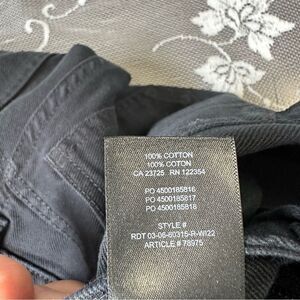 100% COTTON
100% COTON
CA 23725 RN 122354
PO 4500185816
PO 4500185817
PO 4500185818
STYLE #
RDT 03-06-60315-R-WI22
ARTICLE # 78975